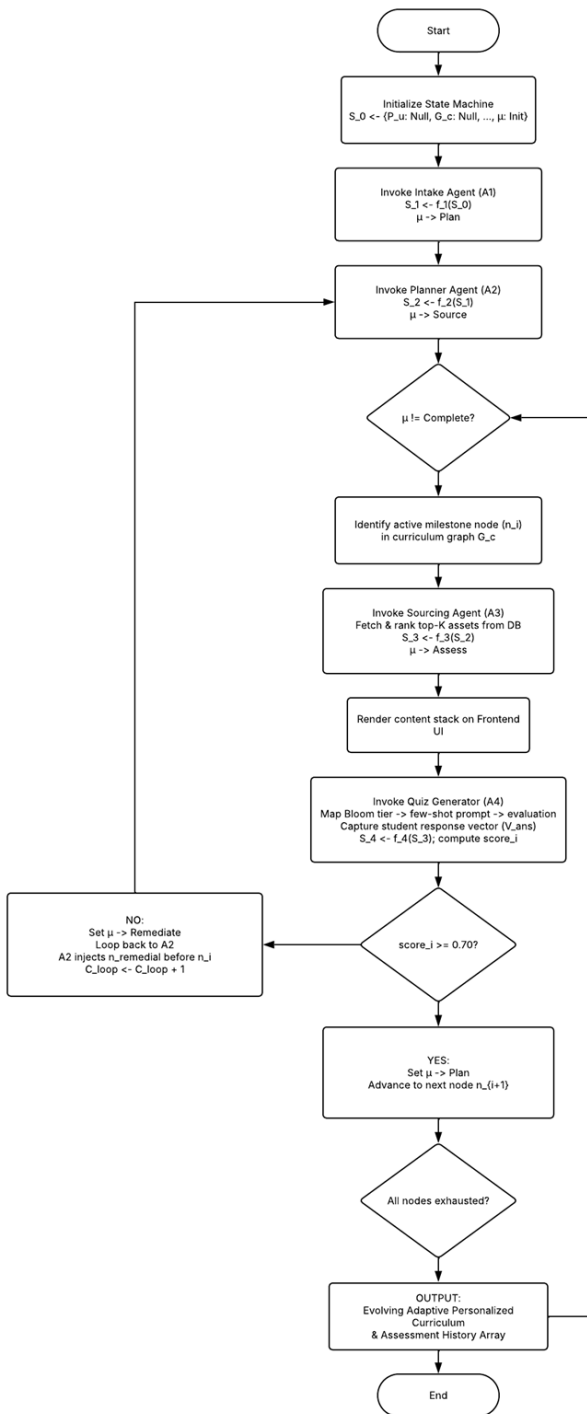 Start
Initialize State Machine
S_0 <- {P_u: Null, G_c: Null, ..., μ: Init}
Invoke Intake Agent (A1)
S_1 <- f_1(S_0)
μ -> Plan
Invoke Planner Agent (A2)
S_2 <- f_2(S_1)
μ -> Source
μ != Complete?
Identify active milestone node (n_i)
in curriculum graph G_c
Invoke Sourcing Agent (A3)
Fetch & rank top-K assets from DB
S_3 <- f_3(S_2)
μ -> Assess
Render content stack on Frontend
UI
Invoke Quiz Generator (A4)
Map Bloom tier -> few-shot prompt -> evaluation
Capture student response vector (V_ans)
S_4 <- f_4(S_3); compute score_i
NO:
Set μ -> Remediate
Loop back to A2
A2 injects n_remedial before n_i
C_loop <- C_loop + 1
score_i >= 0.70?
YES:
Set μ -> Plan
Advance to next node n_{i+1}
All nodes exhausted?
OUTPUT:
Evolving Adaptive Personalized
Curriculum
& Assessment History Array
End